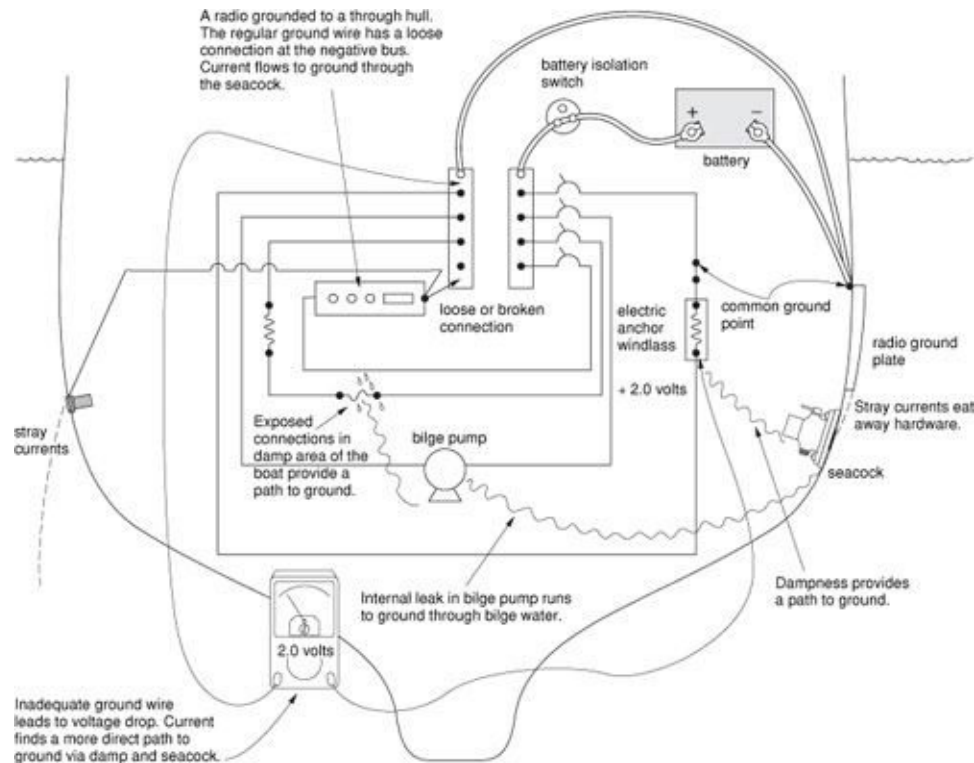 A radio grounded to a through hull.
The regular ground wire has a loose
connection at the negative bus.
Current flows to ground through
the seacock.
battery isolation
switch
+
−
battery
loose or broken
connection
electric
anchor
windlass
+ 2.0 volts
common ground
point
radio ground
plate
Stray currents eat
away hardware.
seacock
stray
currents
Exposed
connections in
damp area of the
boat provide a
path to ground.
bilge pump
Internal leak in bilge pump runs
to ground through bilge water.
Dampness provides
a path to ground.
2.0 volts
Inadequate ground wire
leads to voltage drop. Current
finds a more direct path to
ground via damp and seacock.